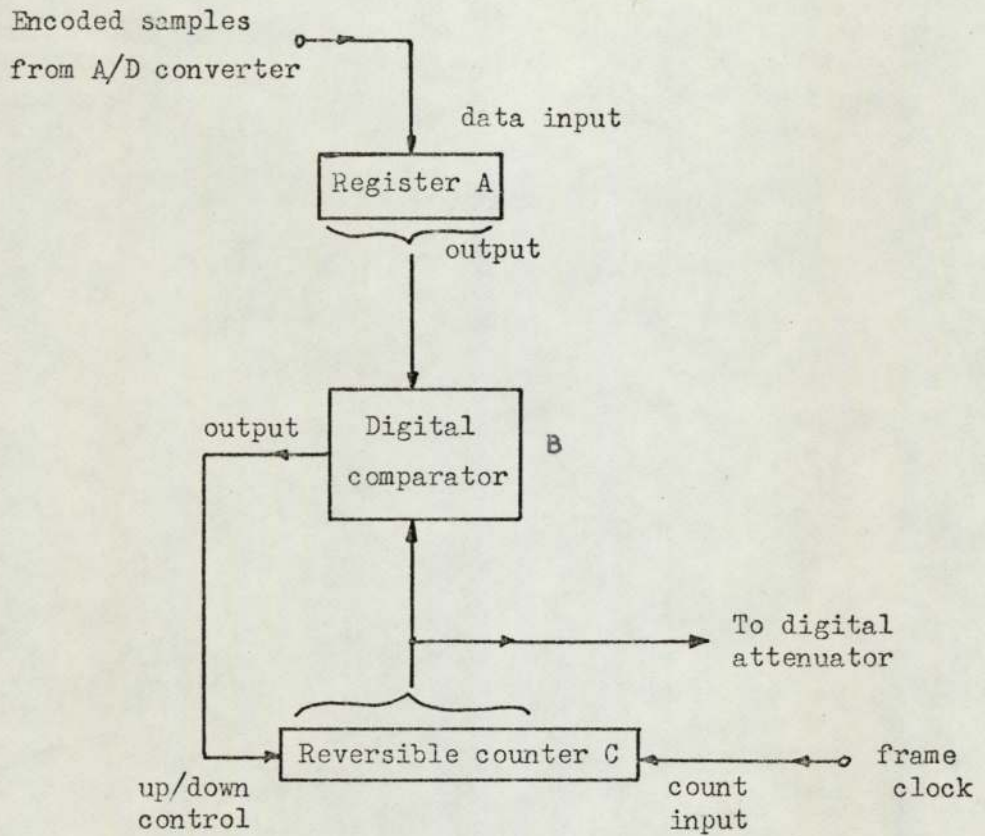 Encoded samples
from A/D converter
data input
Register A
output
Digital
comparator
B
output
To digital
attenuator
Reversible counter C
up/down
control
count
input
frame
clock